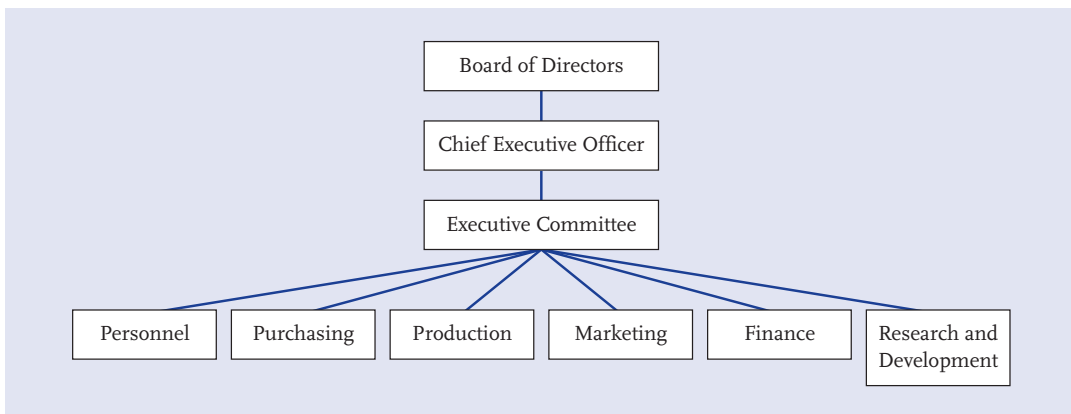 Board of Directors
Chief Executive Officer
Executive Committee
Personnel
Purchasing
Production
Marketing
Finance
Research and
Development